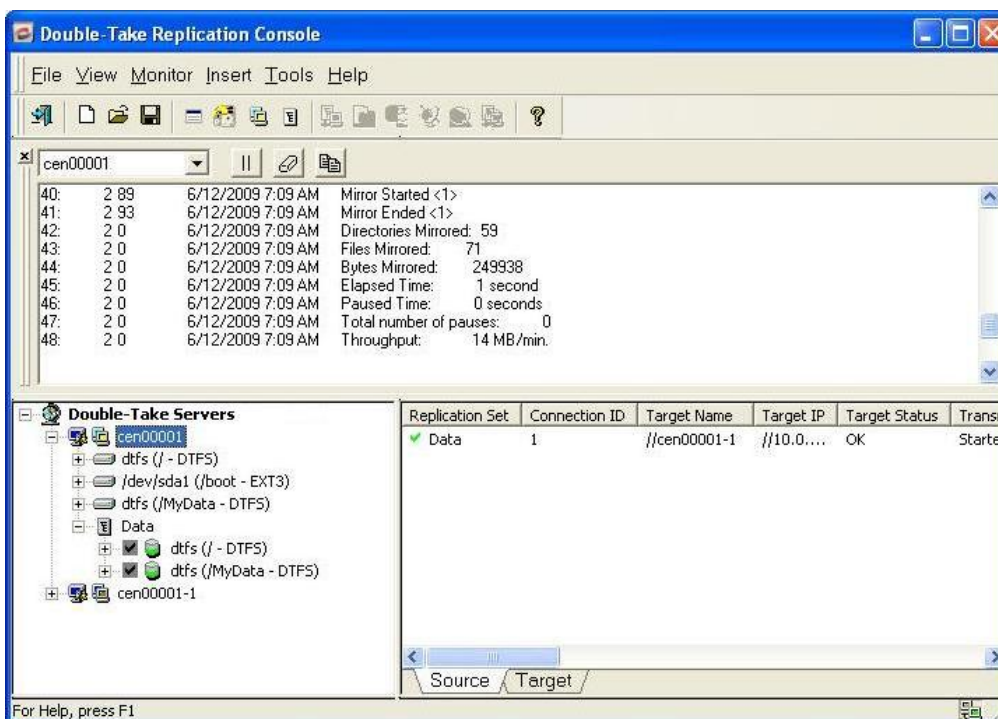 Double-Take Replication Console
File View Monitor Insert Tools Help
cen00001
40: 2 89 6/12/2009 7:09 AM Mirror Started <1>
41: 2 93 6/12/2009 7:09 AM Mirror Ended <1>
42: 2 0 6/12/2009 7:09 AM Directories Mirrored: 59
43: 2 0 6/12/2009 7:09 AM Files Mirrored: 71
44: 2 0 6/12/2009 7:09 AM Bytes Mirrored: 249938
45: 2 0 6/12/2009 7:09 AM Elapsed Time: 1 second
46: 2 0 6/12/2009 7:09 AM Paused Time: 0 seconds
47: 2 0 6/12/2009 7:09 AM Total number of pauses: 0
48: 2 0 6/12/2009 7:09 AM Throughput: 14 MB/min.
Double-Take Servers
cen00001
dtfs (/ - DTFS)
/dev/sda1 (/boot - EXT3)
dtfs (/MyData - DTFS)
Data
dtfs (/ - DTFS)
dtfs (/MyData - DTFS)
cen00001-1
Replication Set Connection ID Target Name Target IP Target Status Trans
Data 1 //cen00001-1 //10.0.... OK Starte
Source Target
For Help, press F1